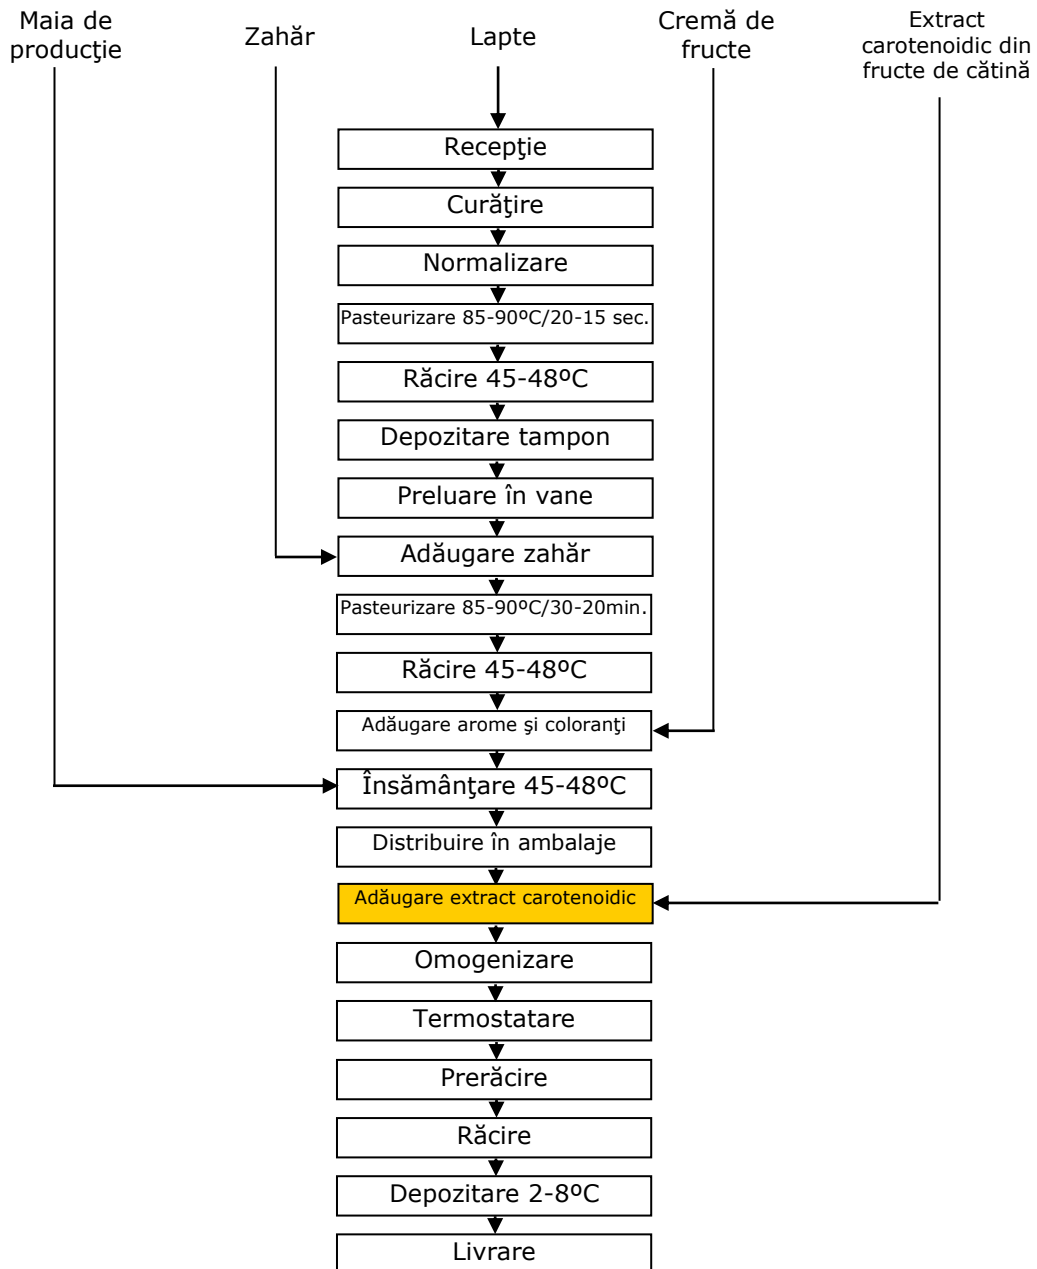 Maia de
producţie
Zahăr
Lapte
Cremă de
fructe
Extract
carotenoidic din
fructe de cătină
Recepţie
Curăţire
Normalizare
Pasteurizare 85-90ºC/20-15 sec.
Răcire 45-48ºC
Depozitare tampon
Preluare în vane
Adăugare zahăr
Pasteurizare 85-90ºC/30-20min.
Răcire 45-48ºC
Adăugare arome şi coloranţi
Însămânţare 45-48ºC
Distribuire în ambalaje
Adăugare extract carotenoidic
Omogenizare
Termostatare
Prerăcire
Răcire
Depozitare 2-8ºC
Livrare